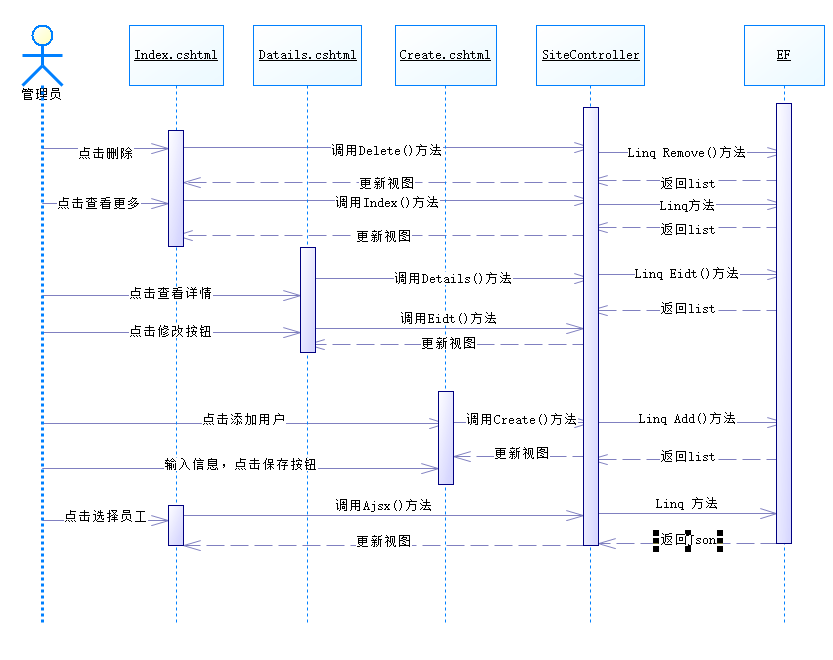 管理员
Index.cshtml
Datails.cshtml
Create.cshtml
SiteController
EF
点击删除
调用Delete()方法
Linq Remove()方法
更新视图
返回list
点击查看更多
调用Index()方法
Linq方法
更新视图
返回list
点击查看详情
调用Details()方法
Linq Eidt()方法
返回list
点击修改按钮
调用Eidt()方法
更新视图
点击添加用户
调用Create()方法
Linq Add()方法
更新视图
返回list
输入信息，点击保存按钮
点击选择员工
调用Ajsx()方法
Linq 方法
更新视图
返回Json